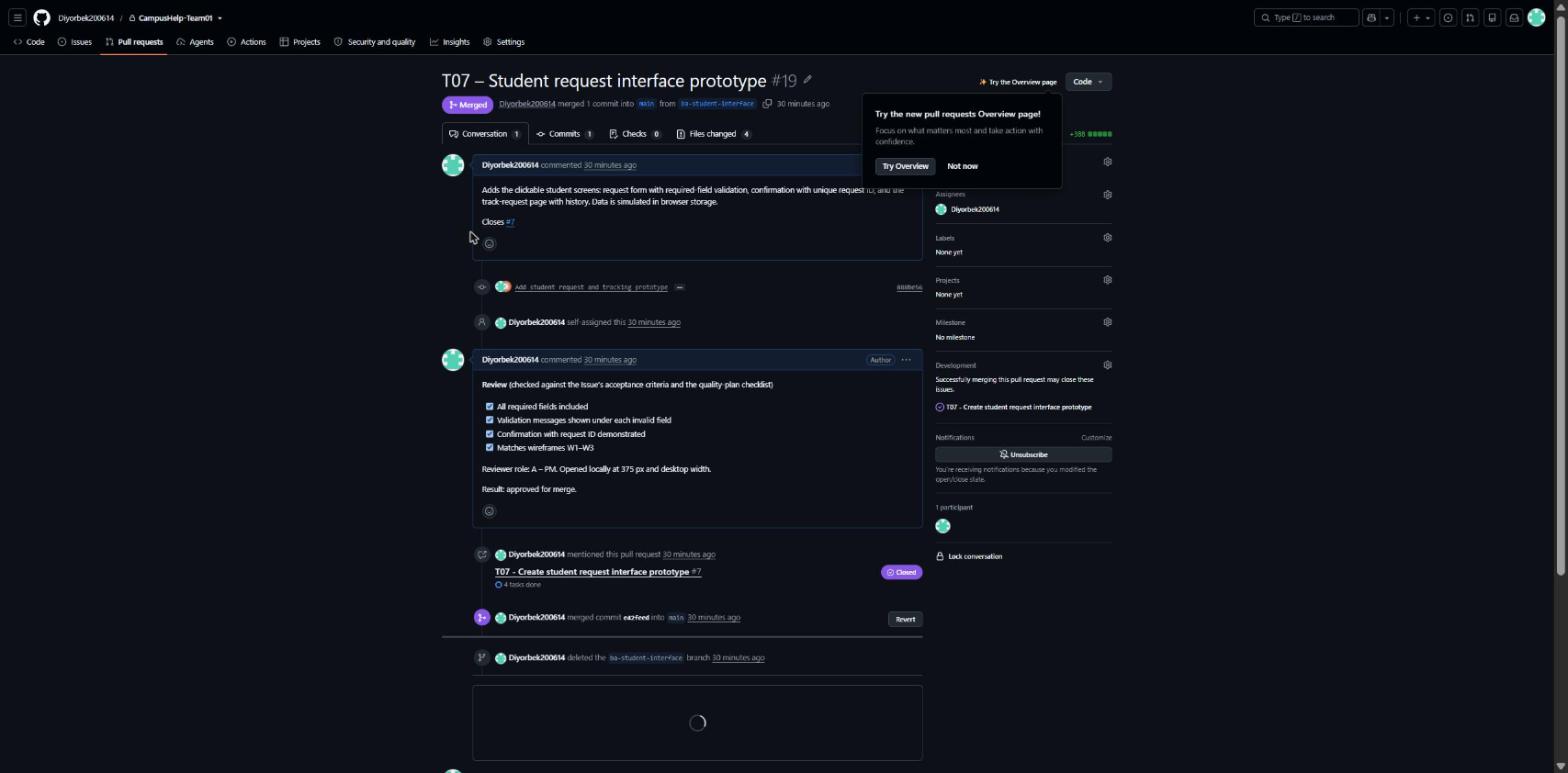 Diyorbek200614 / CampusHelp-Team01
Type / to search
Code Issues Pull requests Agents Actions Projects Security and quality Insights Settings
T07 – Student request interface prototype #19
Try the Overview page
Code
Merged Diyorbek200614 merged 1 commit into main from ba-student-interface 30 minutes ago
Try the new pull requests Overview page!
Focus on what matters most and take action with
confidence.
Try Overview Not now
Conversation 1 Commits 1 Checks 0 Files changed 4
+388
Diyorbek200614 commented 30 minutes ago
Adds the clickable student screens: request form with required-field validation, confirmation with unique request ID, and the
track-request page with history. Data is simulated in browser storage.
Closes #7
Add student request and tracking prototype
Diyorbek200614 self-assigned this 30 minutes ago
Diyorbek200614 commented 30 minutes ago
Author
Review (checked against the Issue's acceptance criteria and the quality-plan checklist)
All required fields included
Validation messages shown under each invalid field
Confirmation with request ID demonstrated
Matches wireframes W1–W3
Reviewer role: A – PM. Opened locally at 375 px and desktop width.
Result: approved for merge.
Diyorbek200614 mentioned this pull request 30 minutes ago
T07 - Create student request interface prototype #7
Closed
4 tasks done
Diyorbek200614 merged commit e42feed into main 30 minutes ago
Revert
Diyorbek200614 deleted the ba-student-interface branch 30 minutes ago
Assignees
Diyorbek200614
Labels
None yet
Projects
None yet
Milestone
No milestone
Development
Successfully merging this pull request may close these
issues.
T07 - Create student request interface prototype
Notifications Customize
Unsubscribe
You're receiving notifications because you modified the
open/close state.
1 participant
Lock conversation